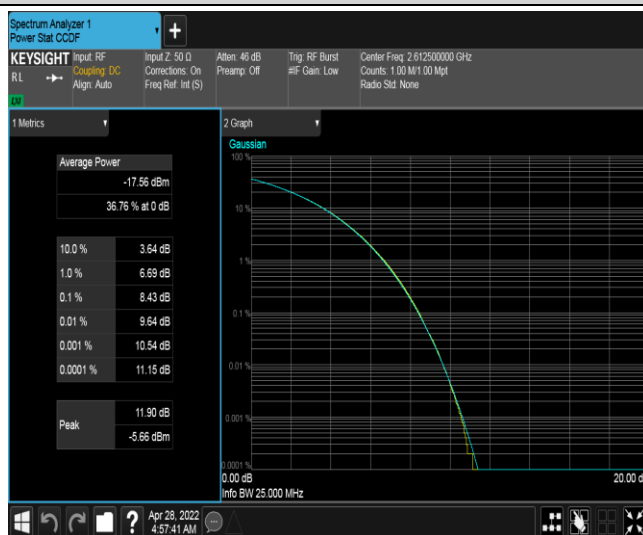 Spectrum Analyzer 1
Power Stat CCDF
+
KEYSIGHT
RL
LXI
Input: RF
Coupling: DC
Align: Auto
Input Z: 50 Ω
Corrections: On
Freq Ref: Int (S)
Atten: 46 dB
Preamp: Off
Trig: RF Burst
#IF Gain: Low
Center Freq: 2.612500000 GHz
Counts: 1.00 M/1.00 Mpt
Radio Std: None
1 Metrics
Average Power
-17.56 dBm
36.76 % at 0 dB
10.0 % 3.64 dB
1.0 % 6.69 dB
0.1 % 8.43 dB
0.01 % 9.64 dB
0.001 % 10.54 dB
0.0001 % 11.15 dB
Peak
11.90 dB
-5.66 dBm
2 Graph
Gaussian
100 %
10 %
1 %
0.1 %
0.01 %
0.001 %
0.0001 %
0.00 dB
20.00 d
Info BW 25.000 MHz
?
Apr 28, 2022
4:57:41 AM